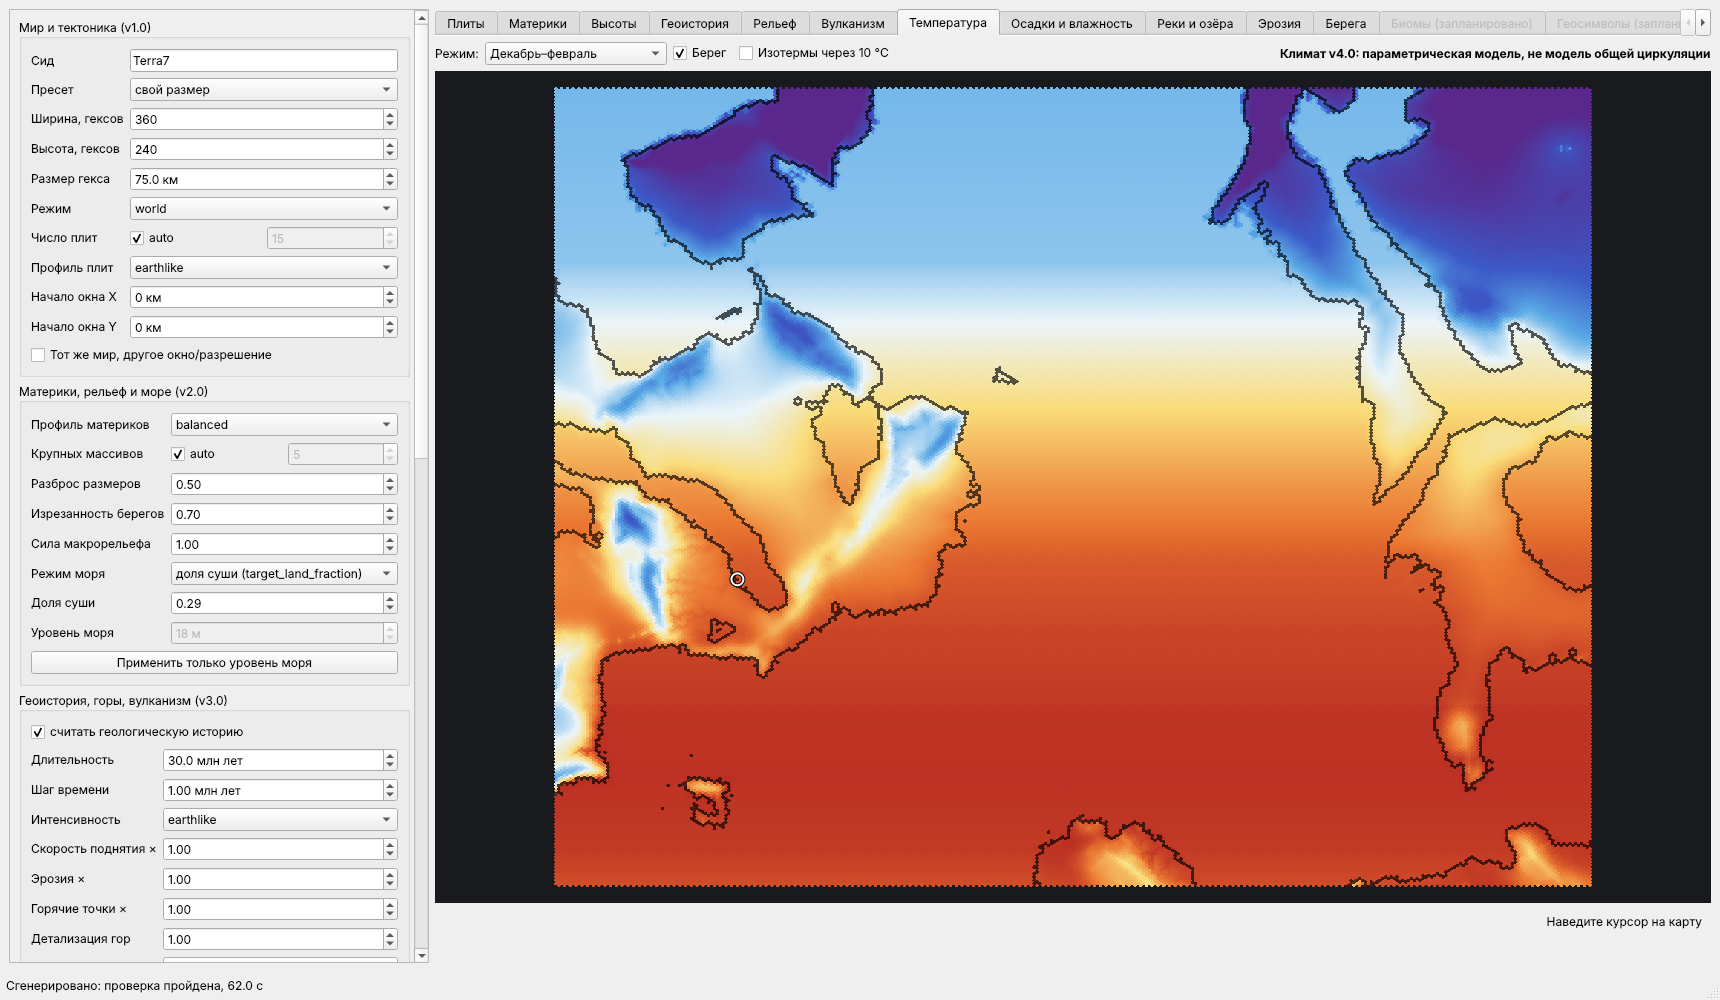 Мир и тектоника (v1.0)
Сид
Terra7
Пресет
свой размер
Ширина, гексов
360
Высота, гексов
240
Размер гекса
75.0 км
Режим
world
Число плит
auto
15
Профиль плит
earthlike
Начало окна X
0 км
Начало окна Y
0 км
Тот же мир, другое окно/разрешение
Материки, рельеф и море (v2.0)
Профиль материков
balanced
Крупных массивов
auto
5
Разброс размеров
0.50
Изрезанность берегов
0.70
Сила макрорельефа
1.00
Режим моря
доля суши (target_land_fraction)
Доля суши
0.29
Уровень моря
18 м
Применить только уровень моря
Геоистория, горы, вулканизм (v3.0)
считать геологическую историю
Длительность
30.0 млн лет
Шаг времени
1.00 млн лет
Интенсивность
earthlike
Скорость поднятия ×
1.00
Эрозия ×
1.00
Горячие точки ×
1.00
Детализация гор
1.00
Сгенерировано: проверка пройдена, 62.0 с
Плиты
Материки
Высоты
Геоистория
Рельеф
Вулканизм
Температура
Осадки и влажность
Реки и озёра
Эрозия
Берега
Биомы (запланировано)
Геосимволы (заплан
Режим:
Декабрь–февраль
Берег
Изотермы через 10 °C
Климат v4.0: параметрическая модель, не модель общей циркуляции
Наведите курсор на карту